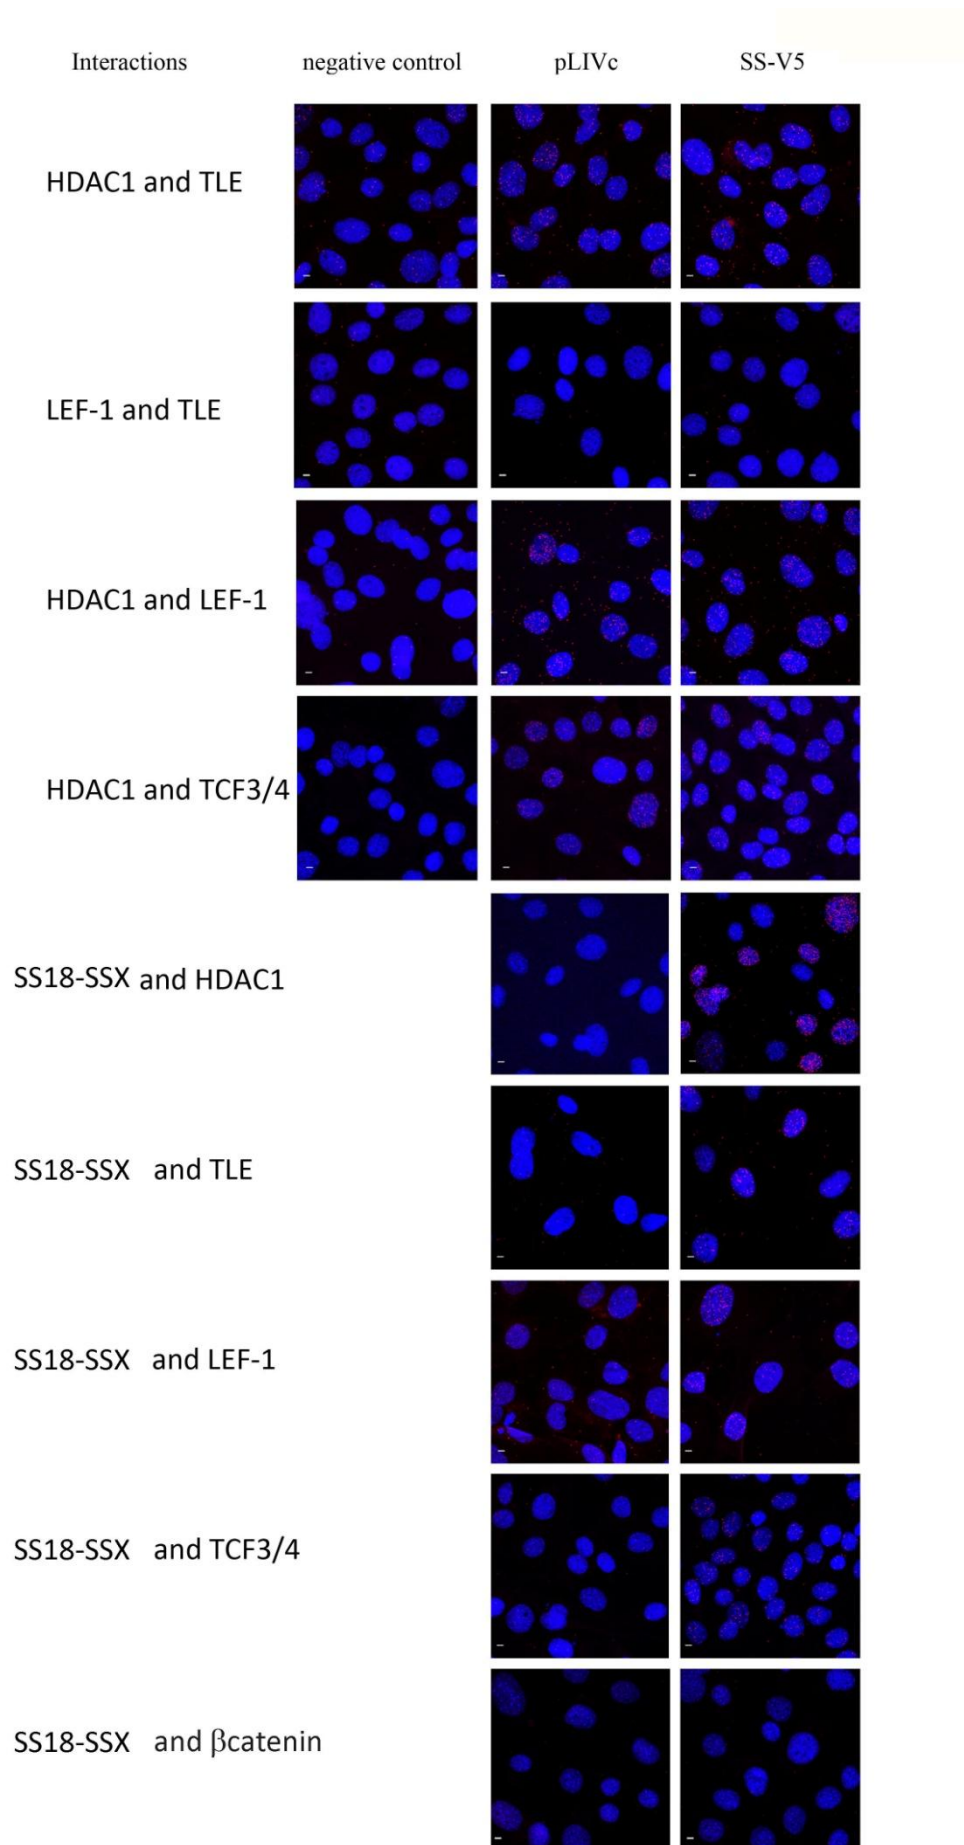 Interactions negative control pLIVc SS-V5
HDAC1 and TLE
LEF-1 and TLE
HDAC1 and LEF-1
HDAC1 and TCF3/4
SS18-SSX and HDAC1
SS18-SSX and TLE
SS18-SSX and LEF-1
SS18-SSX and TCF3/4
SS18-SSX and βcatenin